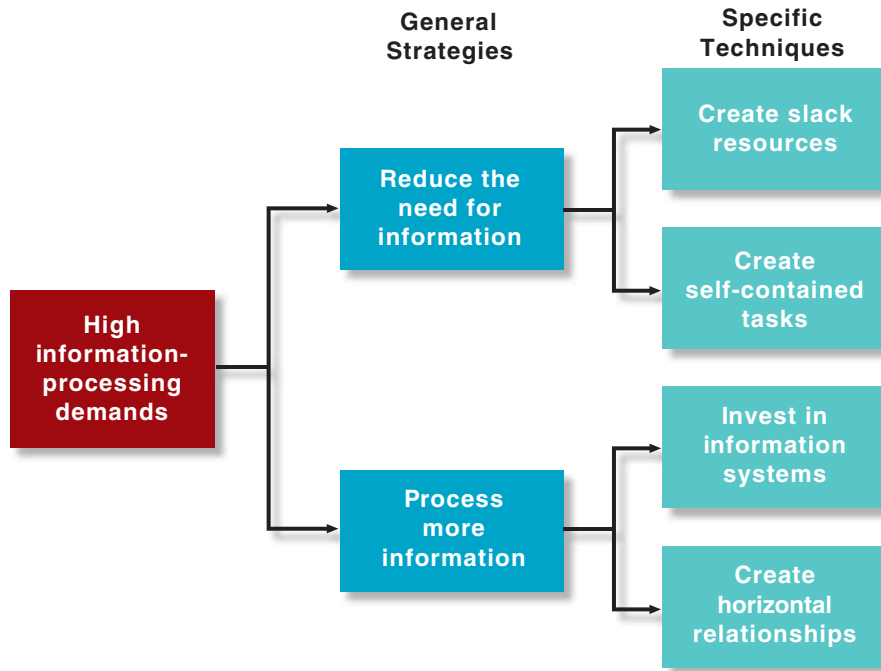 General
Strategies
Specific
Techniques
High
information-
processing
demands
Reduce the
need for
information
Process
more
information
Create slack
resources
Create
self-contained
tasks
Invest in
information
systems
Create
horizontal
relationships